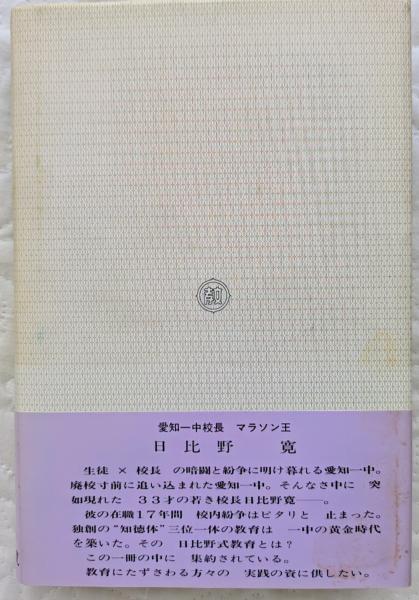 愛知一中校長　マラソン王
日比野　寛
生徒 × 校長　の暗闘と紛争に明け暮れる愛知一中。
廃校寸前に追い込まれた愛知一中。そんなさ中に　突
如現れた　３３才の若き校長日比野寛――。
彼の在職１７年間　校内紛争はピタリと　止まった。
独創の“知徳体”三位一体の教育は　一中の黄金時代
を築いた。その　日比野式教育とは？
この一冊の中に　集約されている。
教育にたずさわる方々の　実践の資に供したい。